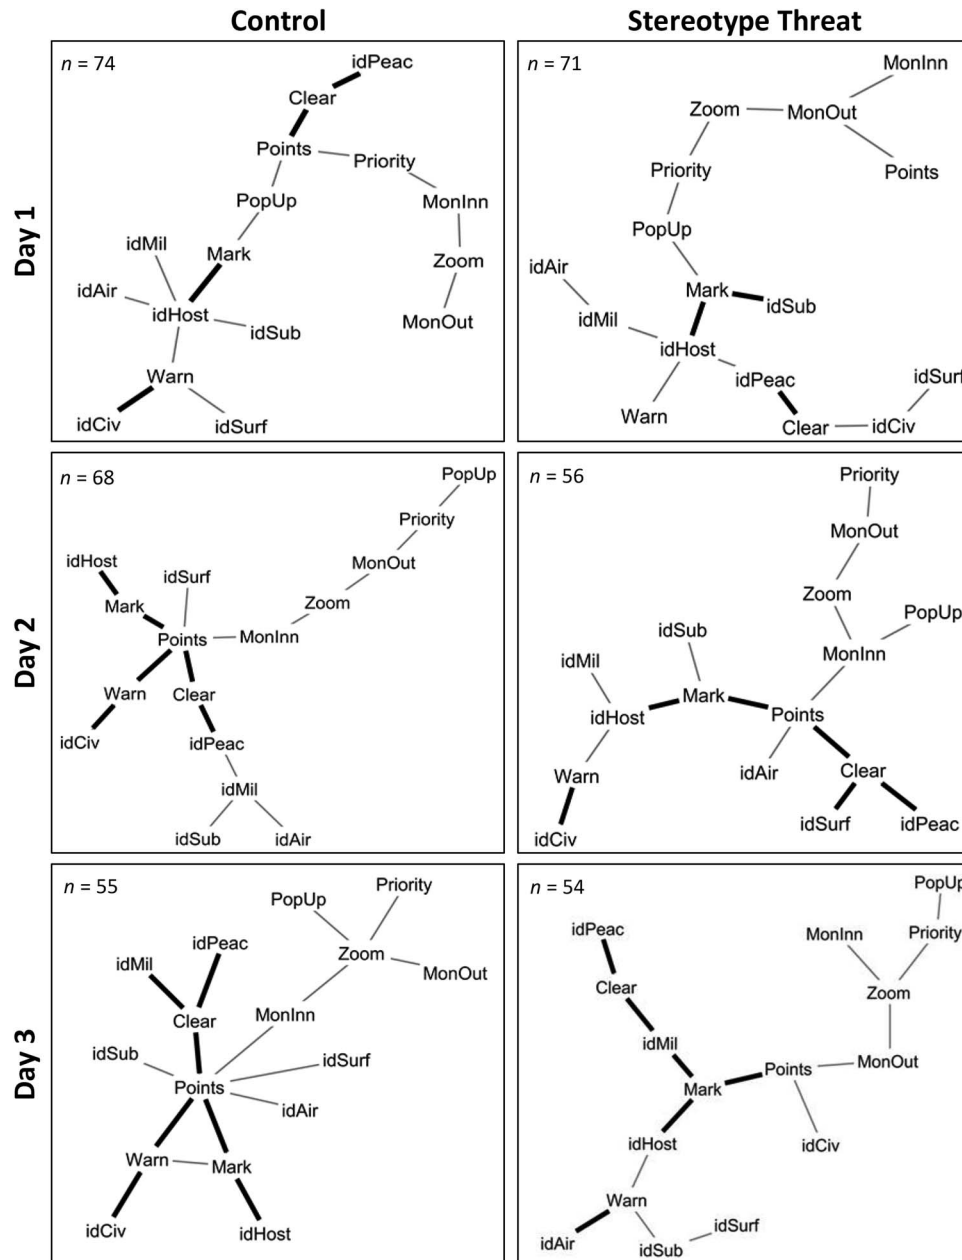 Control
Stereotype Threat
Day 1
n = 74
idPeac
Clear
Points
Priority
PopUp
MonInn
idMil
Mark
Zoom
idAir
idHost
idSub
MonOut
Warn
idCiv
idSurf
n = 71
MonInn
Zoom
MonOut
Priority
Points
PopUp
idAir
Mark
idSub
idMil
idHost
idPeac
idSurf
Warn
Clear
idCiv
Day 2
n = 68
PopUp
Priority
idHost
MonOut
idSurf
Mark
Zoom
Points
MonInn
Warn
Clear
idCiv
idPeac
idMil
idSub
idAir
n = 56
Priority
MonOut
Zoom
PopUp
idSub
MonInn
idMil
Mark
idHost
Points
Warn
idAir
Clear
idSurf
idPeac
idCiv
Day 3
n = 55
Priority
PopUp
idPeac
Zoom
idMil
MonOut
Clear
MonInn
idSub
idSurf
Points
idAir
Warn
Mark
idCiv
idHost
n = 54
PopUp
idPeac
MonInn
Priority
Clear
Zoom
idMil
MonOut
Points
Mark
idHost
idCiv
Warn
idSurf
idAir
idSub